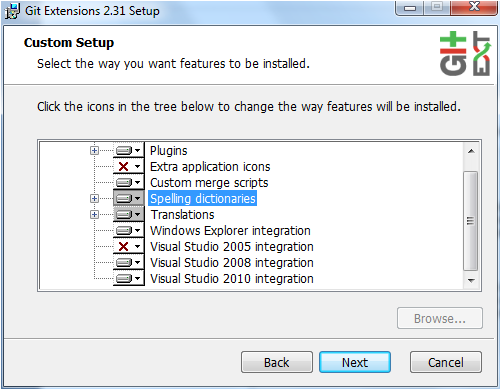 Git Extensions 2.31 Setup
Custom Setup
Select the way you want features to be installed.
GIt
EXT
Click the icons in the tree below to change the way features will be installed.
Plugins
Extra application icons
Custom merge scripts
Spelling dictionaries
Translations
Windows Explorer integration
Visual Studio 2005 integration
Visual Studio 2008 integration
Visual Studio 2010 integration
Browse...
Back
Next
Cancel